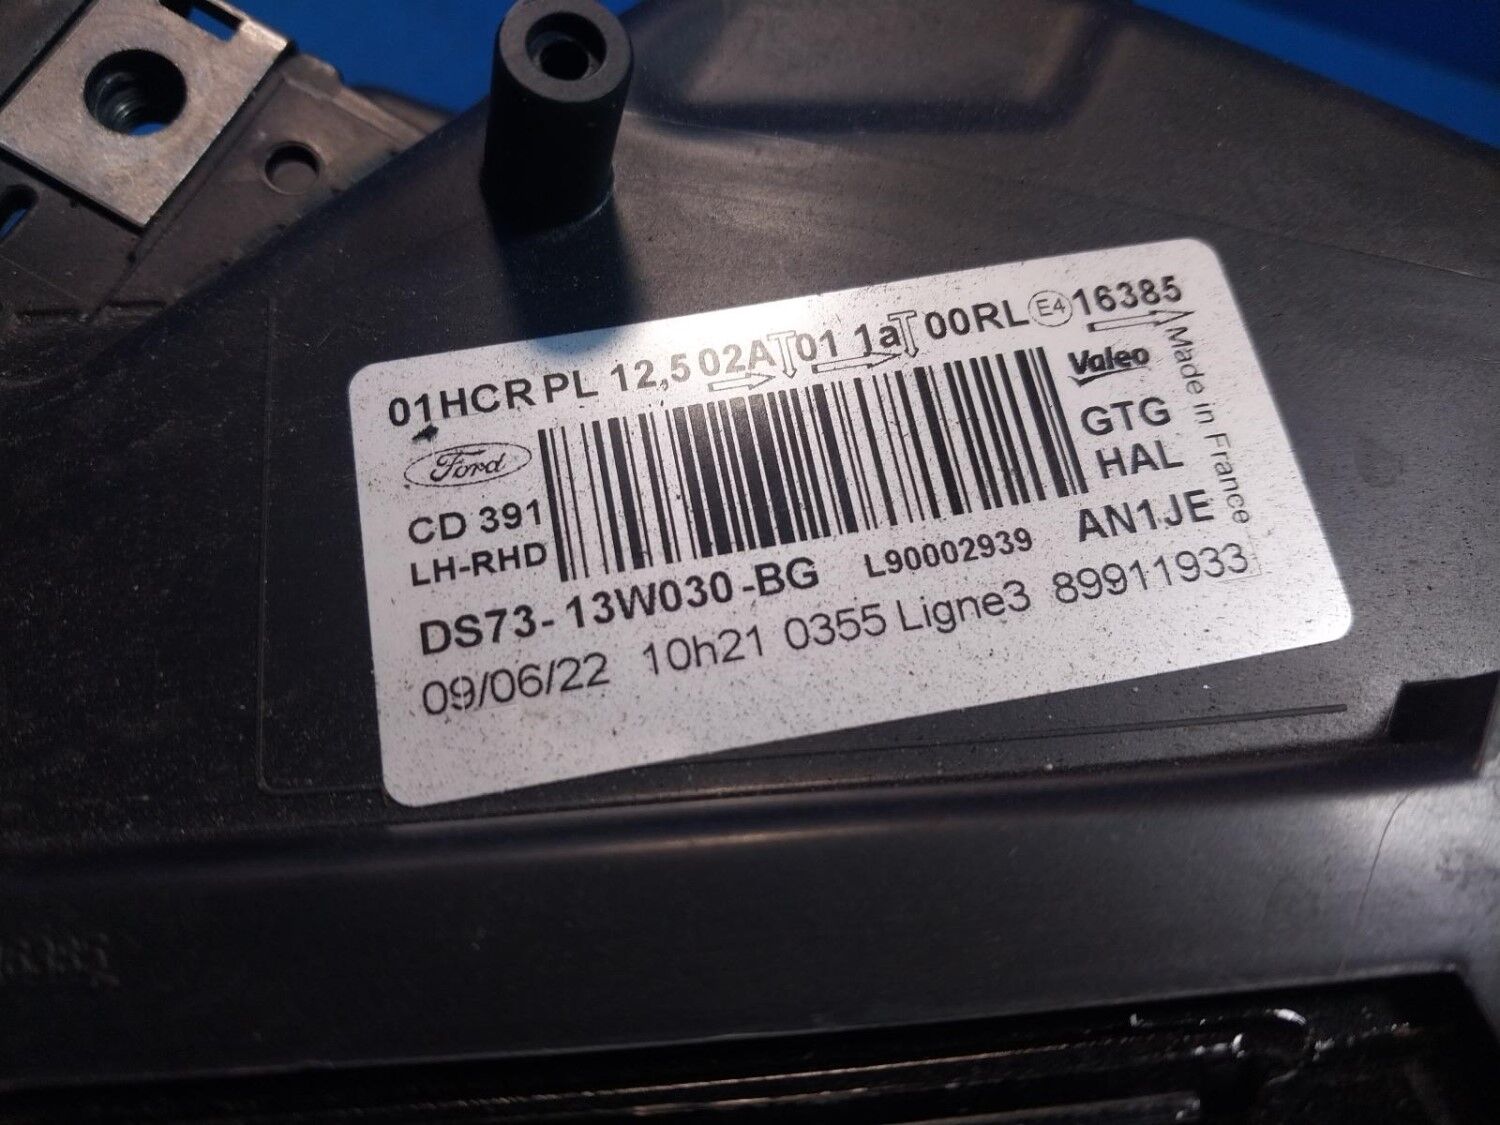 01HCR PL 12,5 02A 01 1a 00RL E4 16385
Ford
Valeo
Made in France
GTG
HAL
CD 391
LH-RHD
AN1JE
DS73-13W030-BG L90002939
09/06/22 10h21 0355 Ligne3 89911933